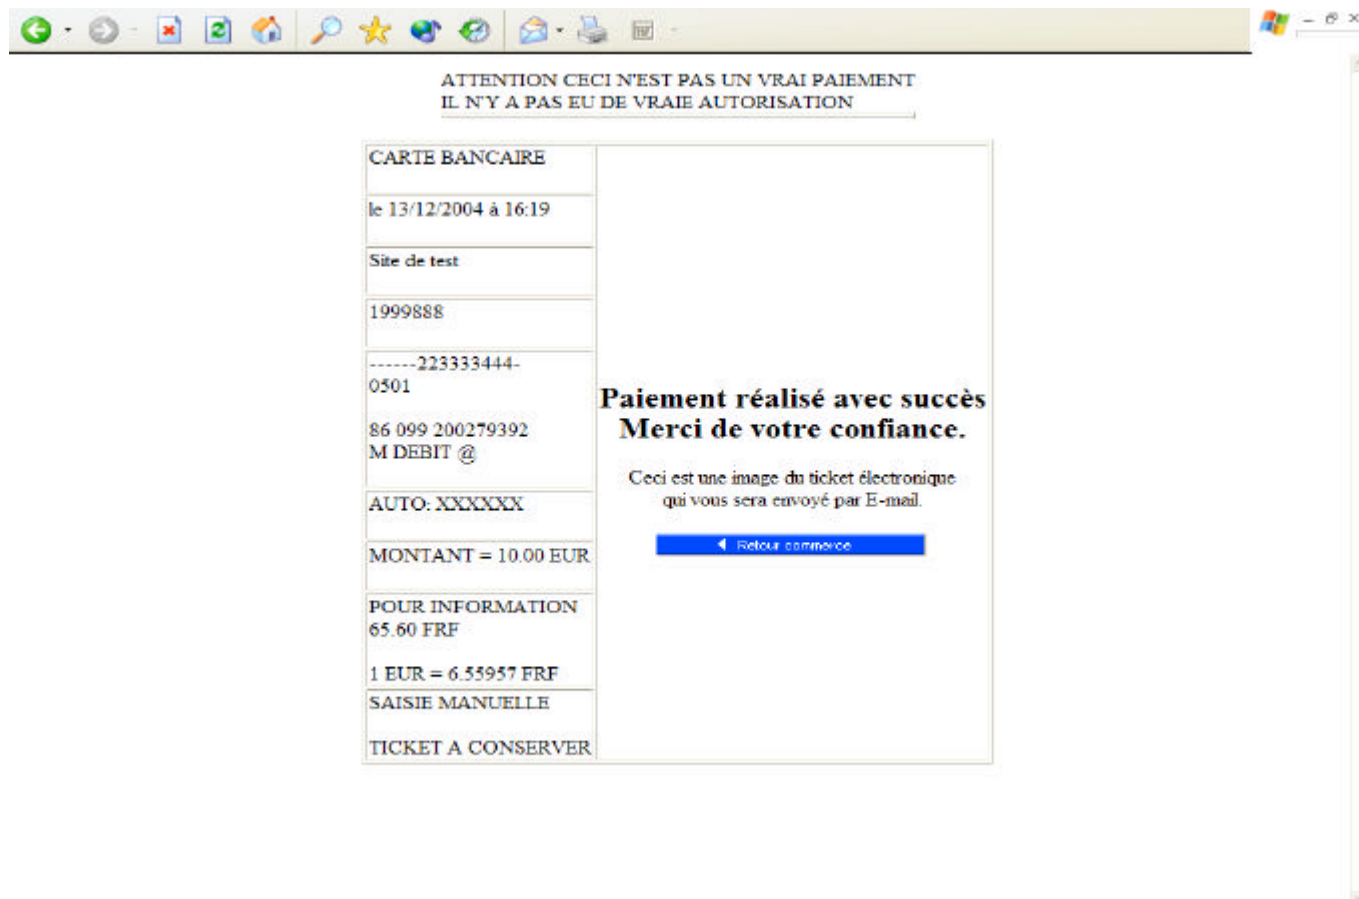 ATTENTION CECI N'EST PAS UN VRAI PAIEMENT
IL N'Y A PAS EU DE VRAIE AUTORISATION
CARTE BANCAIRE
le 13/12/2004 à 16:19
Site de test
1999888
------223333444-
0501
86 099 200279392
M DEBIT @
AUTO: XXXXXX
MONTANT = 10.00 EUR
POUR INFORMATION
65.60 FRF
1 EUR = 6.55957 FRF
SAISIE MANUELLE
TICKET A CONSERVER
Paiement réalisé avec succès
Merci de votre confiance.
Ceci est une image du ticket électronique
qui vous sera envoyé par E-mail.
Retour commerce